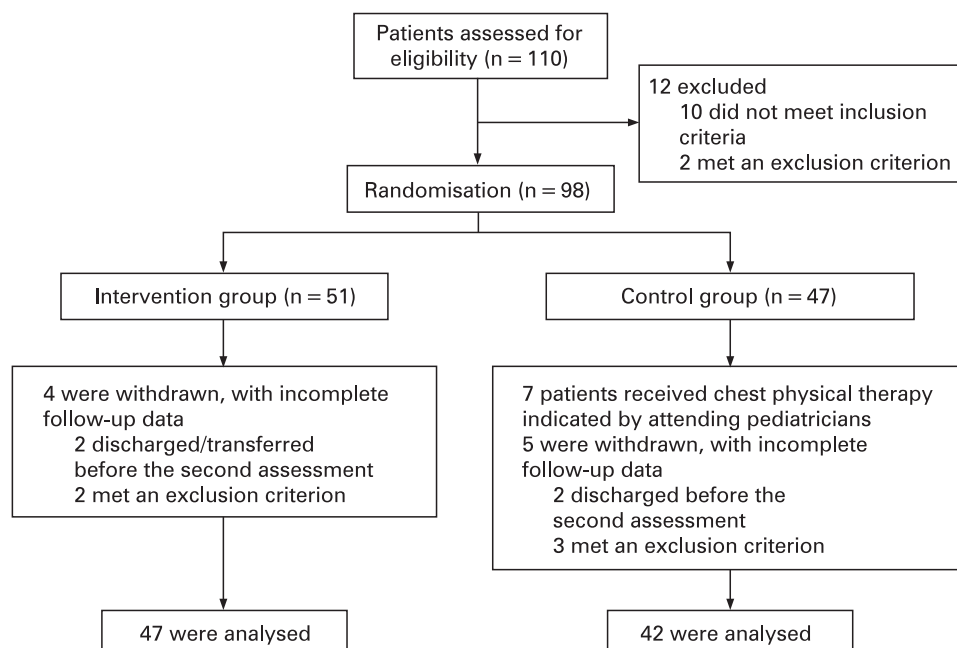 Patients assessed for
eligibility (n = 110)
12 excluded
10 did not meet inclusion
criteria
2 met an exclusion criterion
Randomisation (n = 98)
Intervention group (n = 51)
Control group (n = 47)
4 were withdrawn, with incomplete
follow-up data
2 discharged/transferred
before the second assessment
2 met an exclusion criterion
7 patients received chest physical therapy
indicated by attending pediatricians
5 were withdrawn, with incomplete
follow-up data
2 discharged before the
second assessment
3 met an exclusion criterion
47 were analysed
42 were analysed